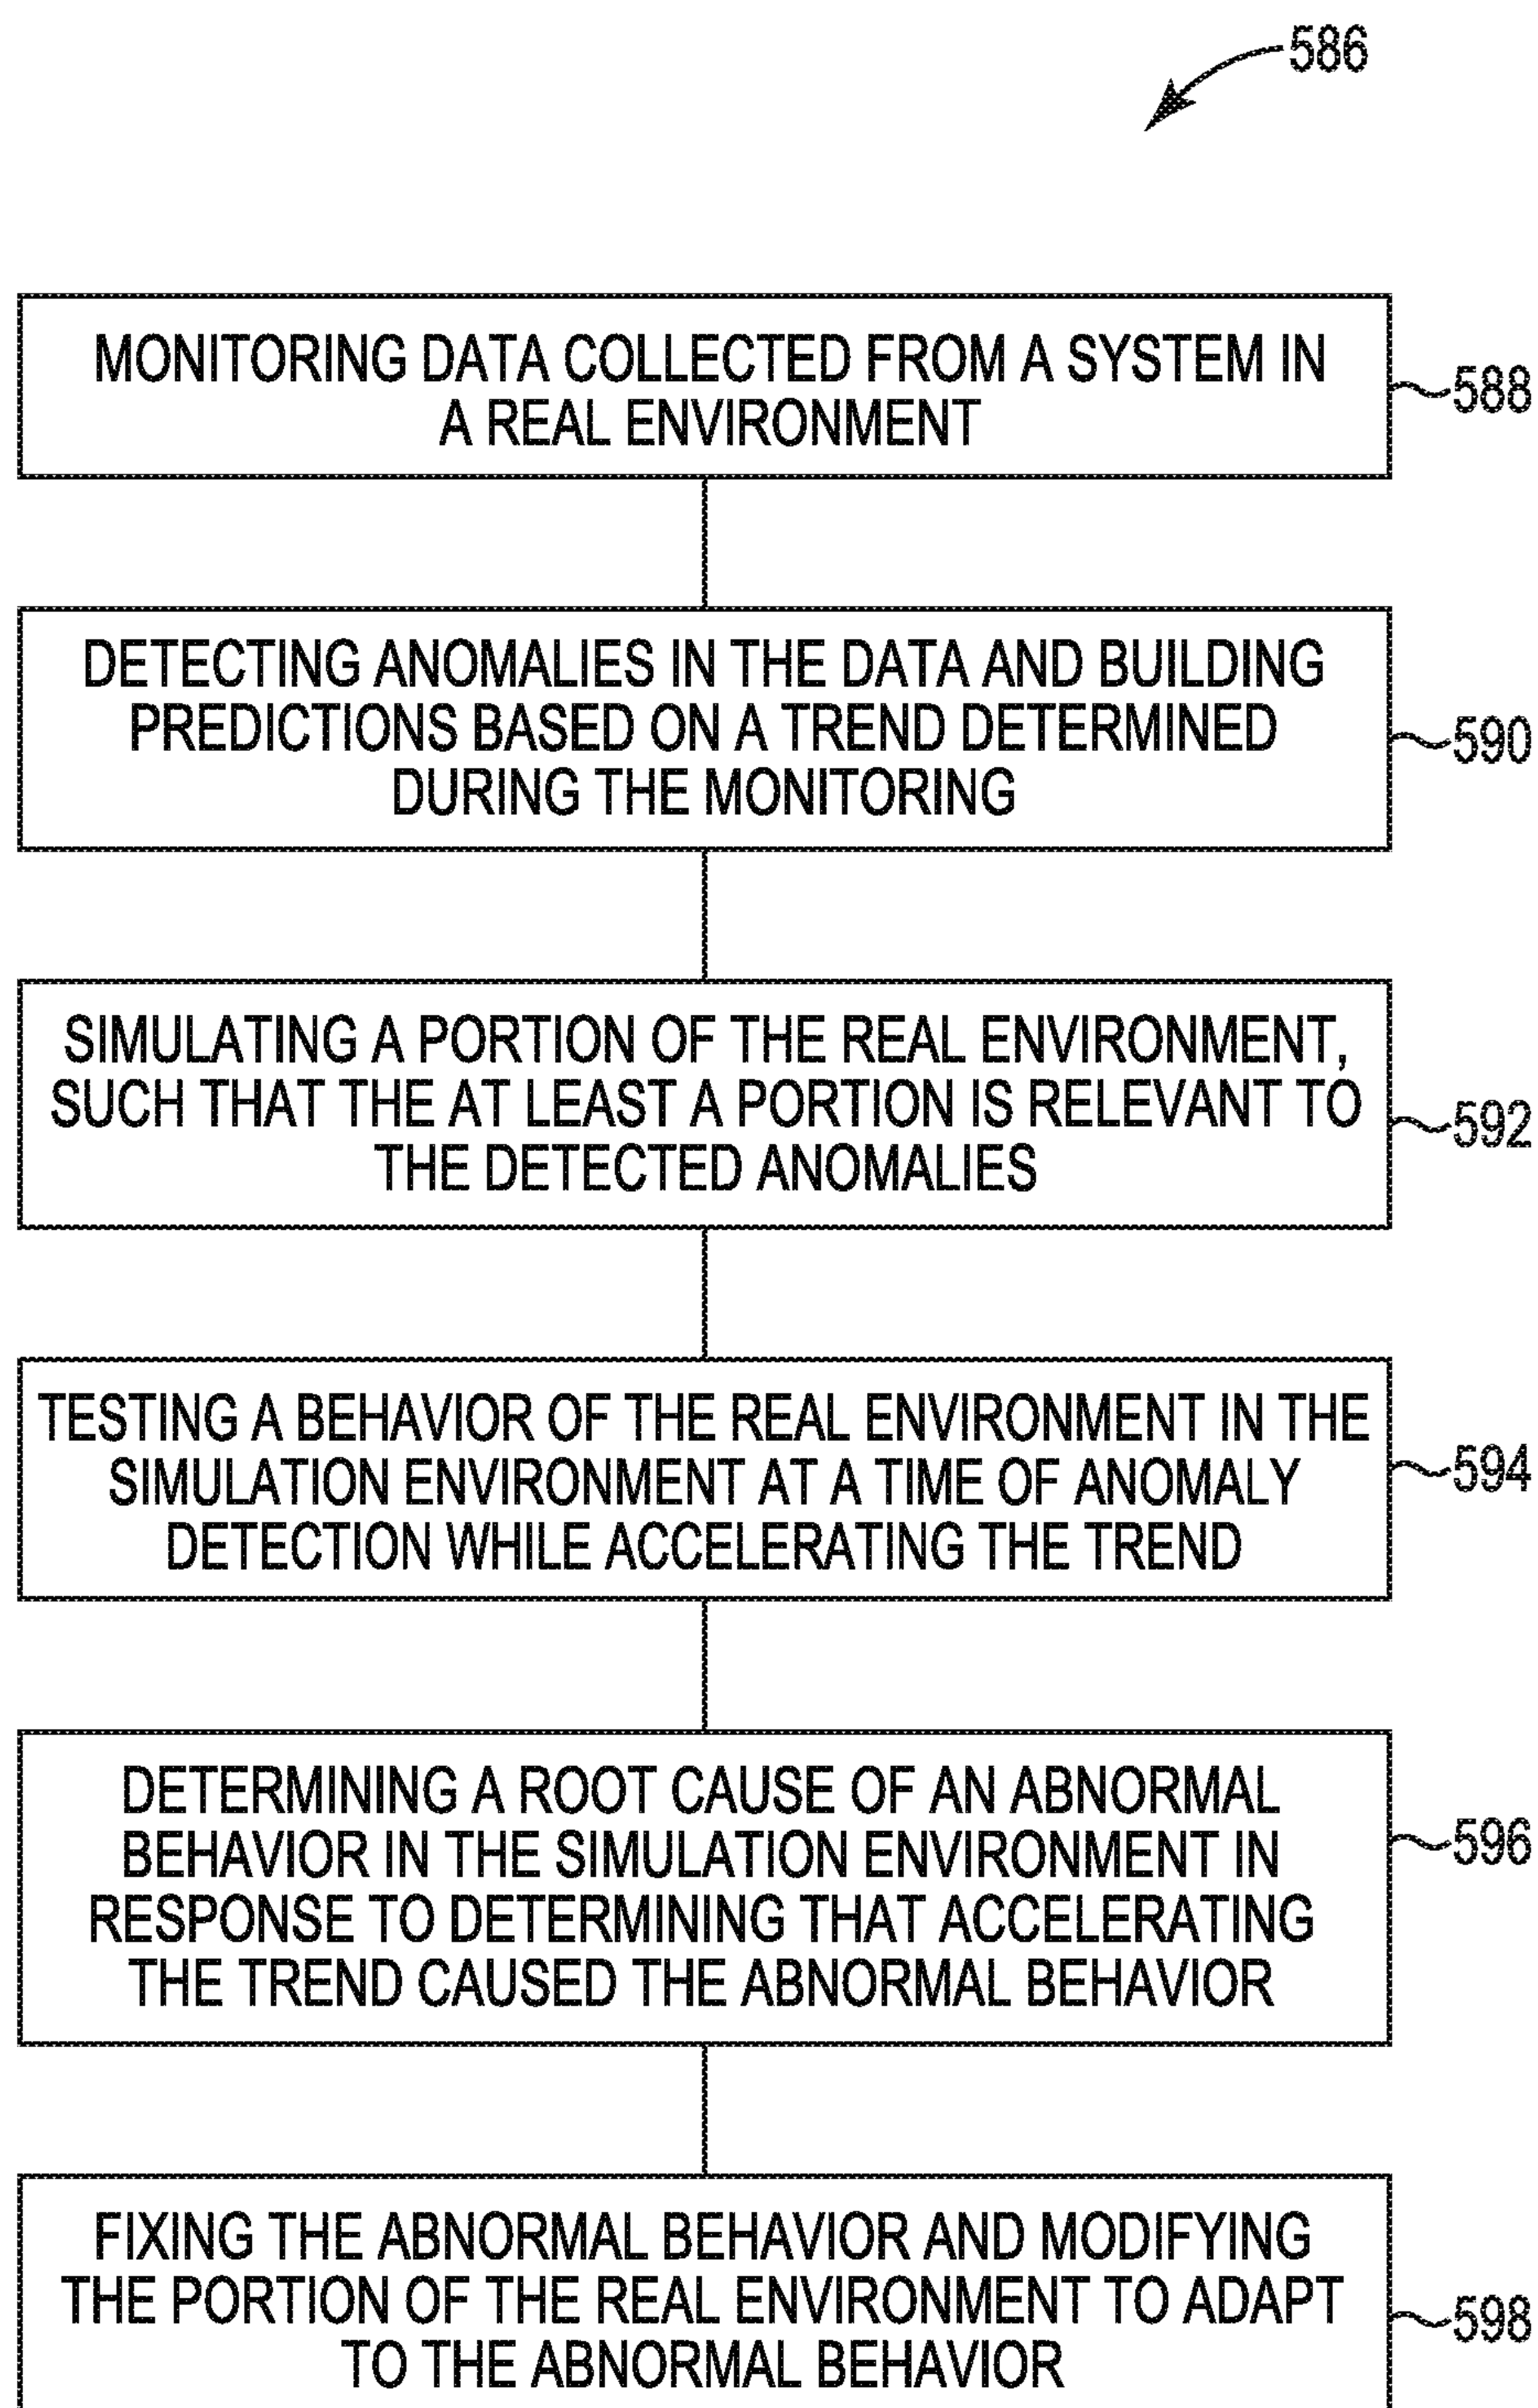 586
MONITORING DATA COLLECTED FROM A SYSTEM IN
A REAL ENVIRONMENT
588
DETECTING ANOMALIES IN THE DATA AND BUILDING
PREDICTIONS BASED ON A TREND DETERMINED
DURING THE MONITORING
590
SIMULATING A PORTION OF THE REAL ENVIRONMENT,
SUCH THAT THE AT LEAST A PORTION IS RELEVANT TO
THE DETECTED ANOMALIES
592
TESTING A BEHAVIOR OF THE REAL ENVIRONMENT IN THE
SIMULATION ENVIRONMENT AT A TIME OF ANOMALY
DETECTION WHILE ACCELERATING THE TREND
594
DETERMINING A ROOT CAUSE OF AN ABNORMAL
BEHAVIOR IN THE SIMULATION ENVIRONMENT IN
RESPONSE TO DETERMINING THAT ACCELERATING
THE TREND CAUSED THE ABNORMAL BEHAVIOR
596
FIXING THE ABNORMAL BEHAVIOR AND MODIFYING
THE PORTION OF THE REAL ENVIRONMENT TO ADAPT
TO THE ABNORMAL BEHAVIOR
598